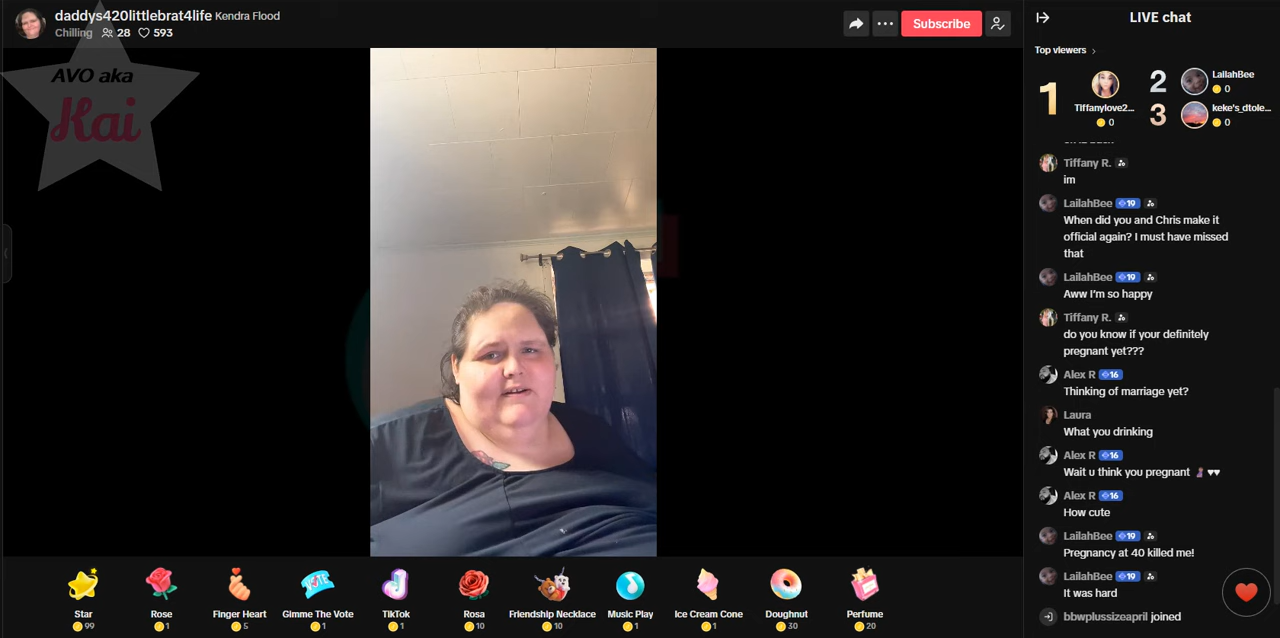 daddys420littlebrat4life Kendra Flood
Chilling 28 593
Subscribe
AVO aka
Kai
LIVE chat
Top viewers
1 Tiffanylove2... 0
2 LailahBee 0
3 keke's_dtole... 0
Tiffany R.
im
LailahBee 19
When did you and Chris make it
official again? I must have missed
that
LailahBee 19
Aww I'm so happy
Tiffany R.
do you know if your definitely
pregnant yet???
Alex R 16
Thinking of marriage yet?
Laura
What you drinking
Alex R 16
Wait u think you pregnant
Alex R 16
How cute
LailahBee 19
Pregnancy at 40 killed me!
LailahBee 19
It was hard
bbwplussizeapril joined
Star Rose Finger Heart Gimme The Vote TikTok Rosa Friendship Necklace Music Play Ice Cream Cone Doughnut Perfume
99 1 5 1 1 10 10 1 1 30 20